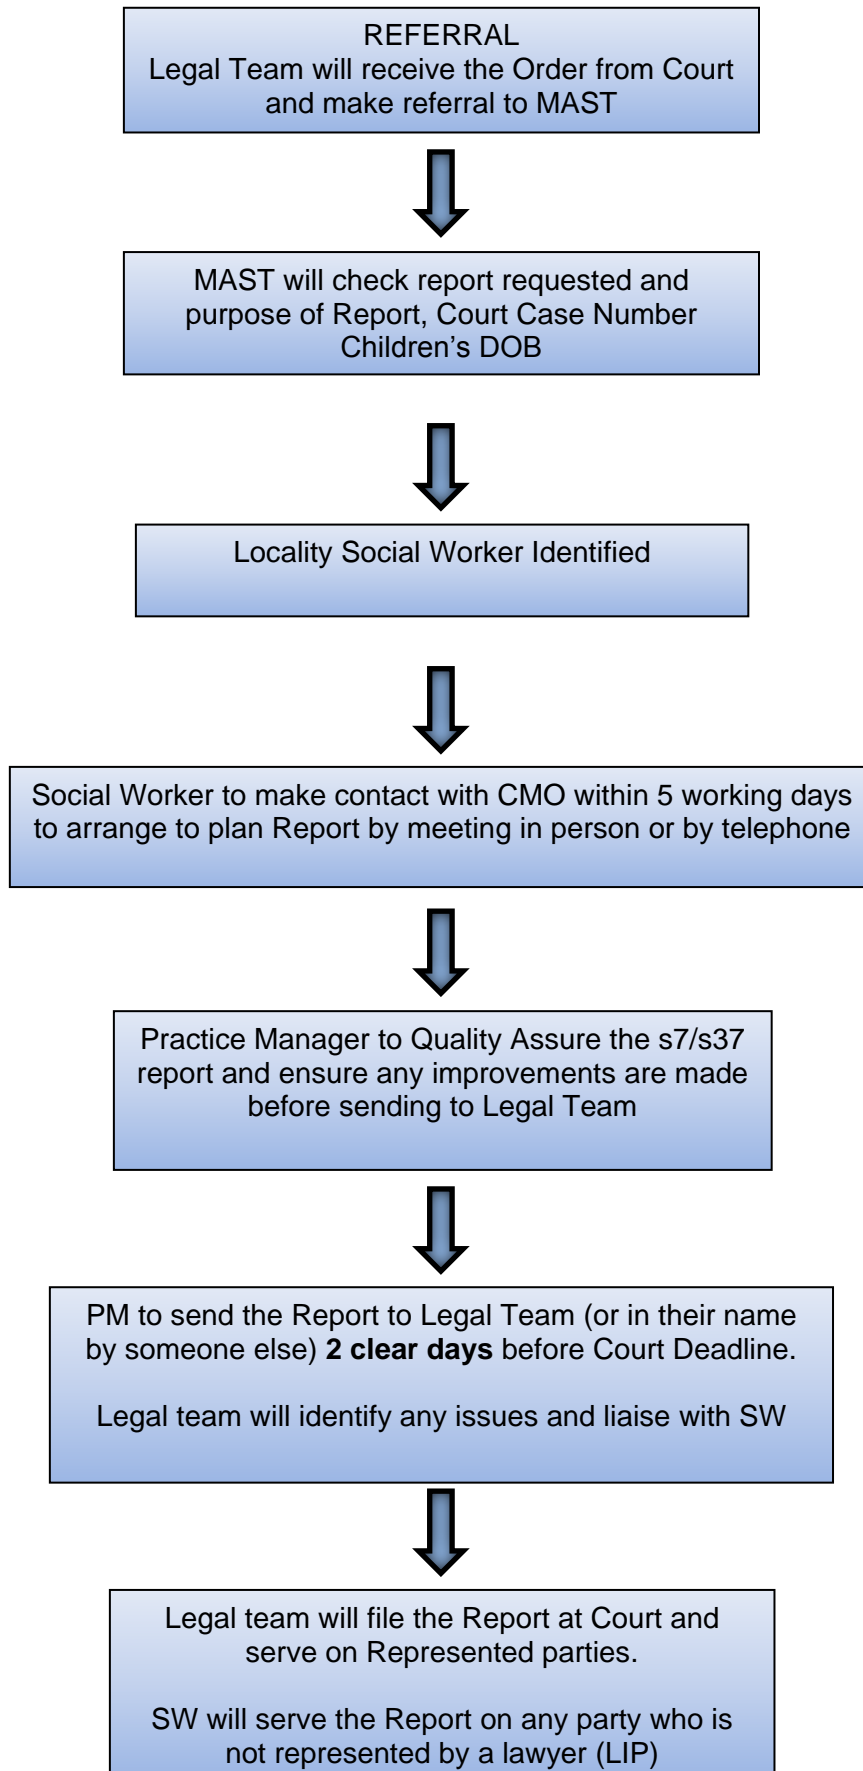 REFERRAL
Legal Team will receive the Order from Court
and make referral to MAST
MAST will check report requested and
purpose of Report, Court Case Number
Children’s DOB
Locality Social Worker Identified
Social Worker to make contact with CMO within 5 working days
to arrange to plan Report by meeting in person or by telephone
Practice Manager to Quality Assure the s7/s37
report and ensure any improvements are made
before sending to Legal Team
PM to send the Report to Legal Team (or in their name
by someone else) 2 clear days before Court Deadline.
Legal team will identify any issues and liaise with SW
Legal team will file the Report at Court and
serve on Represented parties.
SW will serve the Report on any party who is
not represented by a lawyer (LIP)